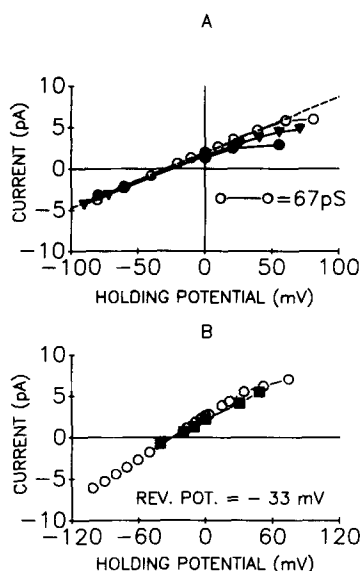 A
CURRENT (pA)
10
5
0
−5
−10
−100
−50
0
50
100
○—○=67pS
HOLDING POTENTIAL (mV)
B
CURRENT (pA)
10
5
0
−5
−10
−120
−60
0
60
120
REV. POT. = − 33 mV
HOLDING POTENTIAL (mV)